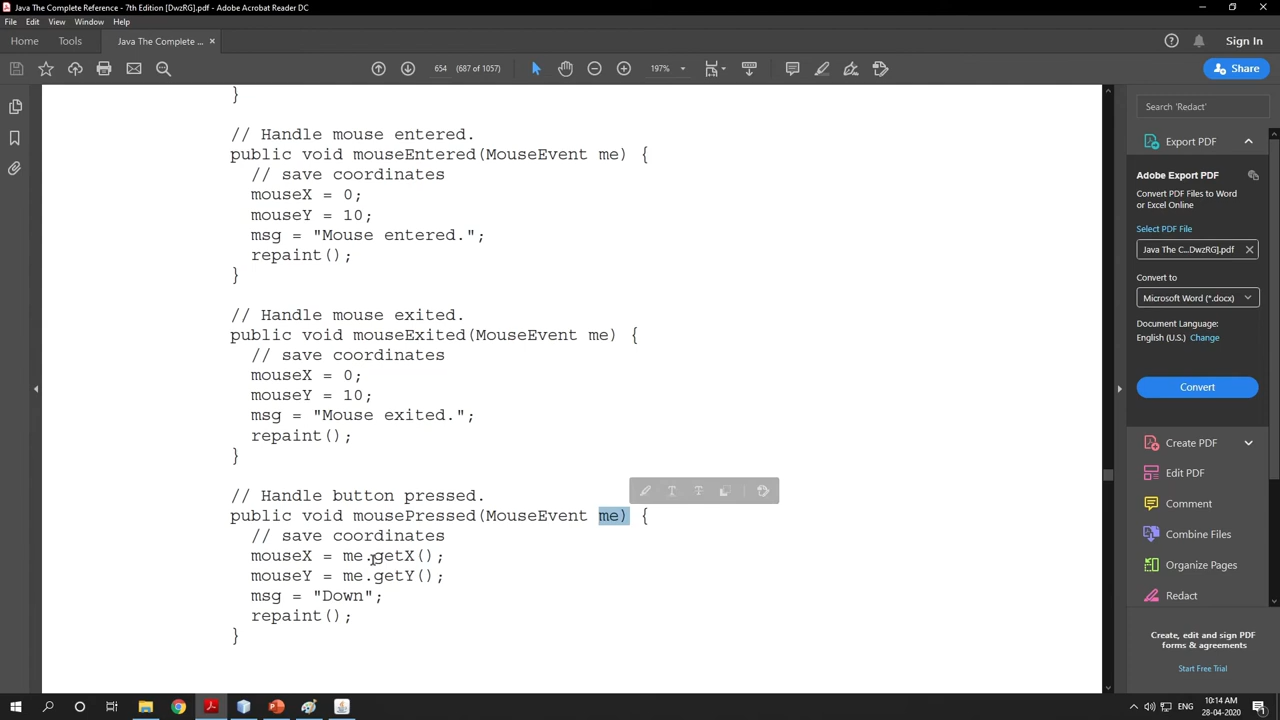 Java The Complete Reference - 7th Edition [DwzRG].pdf - Adobe Acrobat Reader DC
File Edit View Window Help
Home Tools Java The Complete ... × Sign In
654 (687 of 1057) 197% Share
}
// Handle mouse entered.
public void mouseEntered(MouseEvent me) {
// save coordinates
mouseX = 0;
mouseY = 10;
msg = "Mouse entered.";
repaint();
}
// Handle mouse exited.
public void mouseExited(MouseEvent me) {
// save coordinates
mouseX = 0;
mouseY = 10;
msg = "Mouse exited.";
repaint();
}
// Handle button pressed.
public void mousePressed(MouseEvent me) {
// save coordinates
mouseX = me.getX();
mouseY = me.getY();
msg = "Down";
repaint();
}
Search 'Redact'
Export PDF
Adobe Export PDF
Convert PDF Files to Word
or Excel Online
Select PDF File
Java The C...DwzRG].pdf
Convert to
Microsoft Word (*.docx)
Document Language:
English (U.S.) Change
Convert
Create PDF
Edit PDF
Comment
Combine Files
Organize Pages
Redact
Create, edit and sign PDF
forms & agreements
Start Free Trial
ENG
10:14 AM
28-04-2020